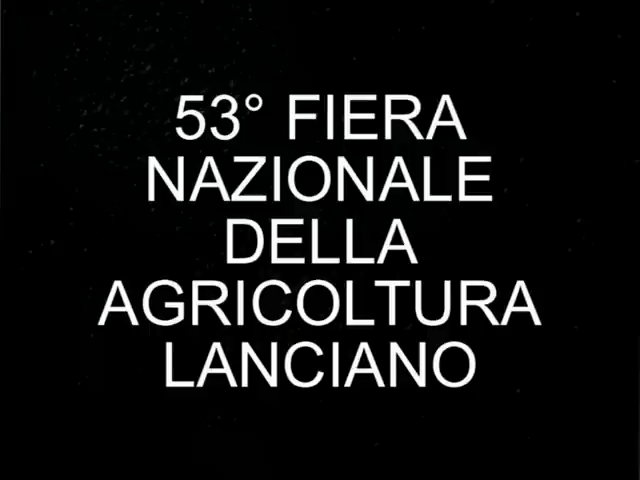 53° FIERA
NAZIONALE
DELLA
AGRICOLTURA
LANCIANO